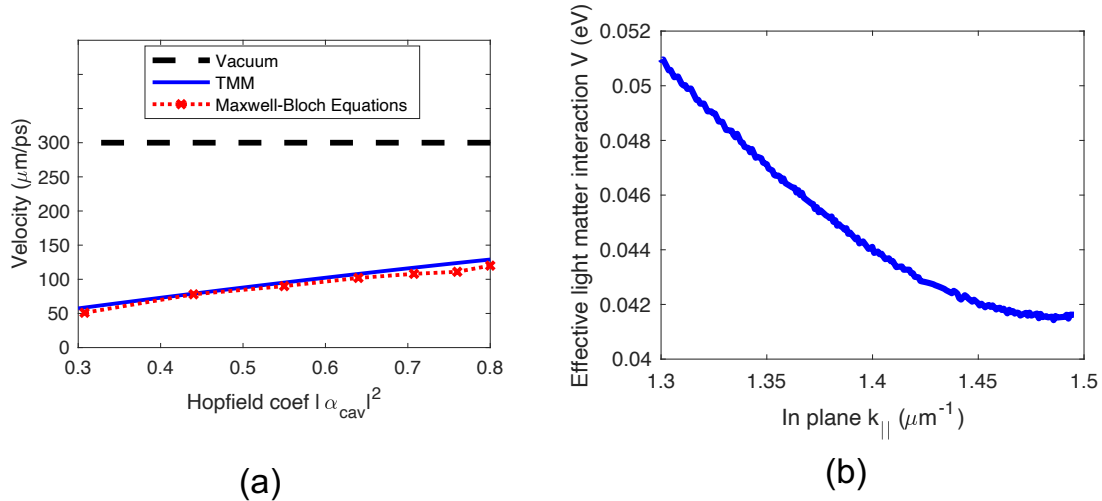 Vacuum
TMM
Maxwell-Bloch Equations
Velocity (μm/ps)
300
250
200
150
100
50
0
0.3
0.4
0.5
0.6
0.7
0.8
Hopfield coef |α_cav|²
(a)
Effective light matter interaction V (eV)
0.052
0.05
0.048
0.046
0.044
0.042
0.04
1.3
1.35
1.4
1.45
1.5
In plane k_|| (μm⁻¹)
(b)